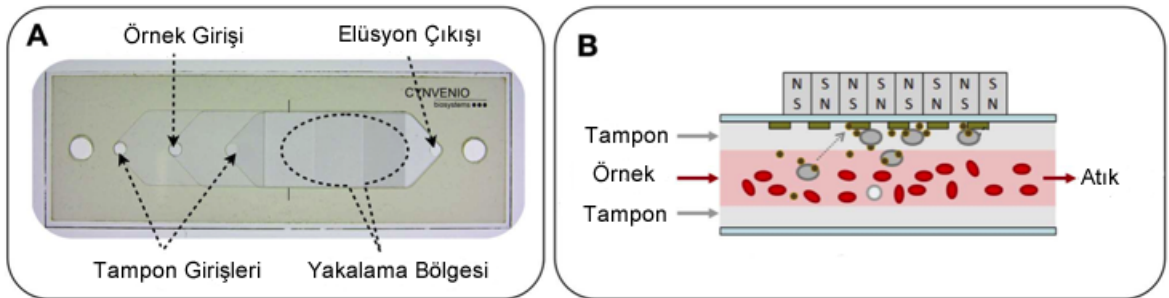 A
Örnek Girişi
Elüsyon Çıkışı
CYNVENIO
biosystems
Tampon Girişleri
Yakalama Bölgesi
B
N S N S N S N S
S N S N S N S N
Tampon
Örnek
Atık
Tampon